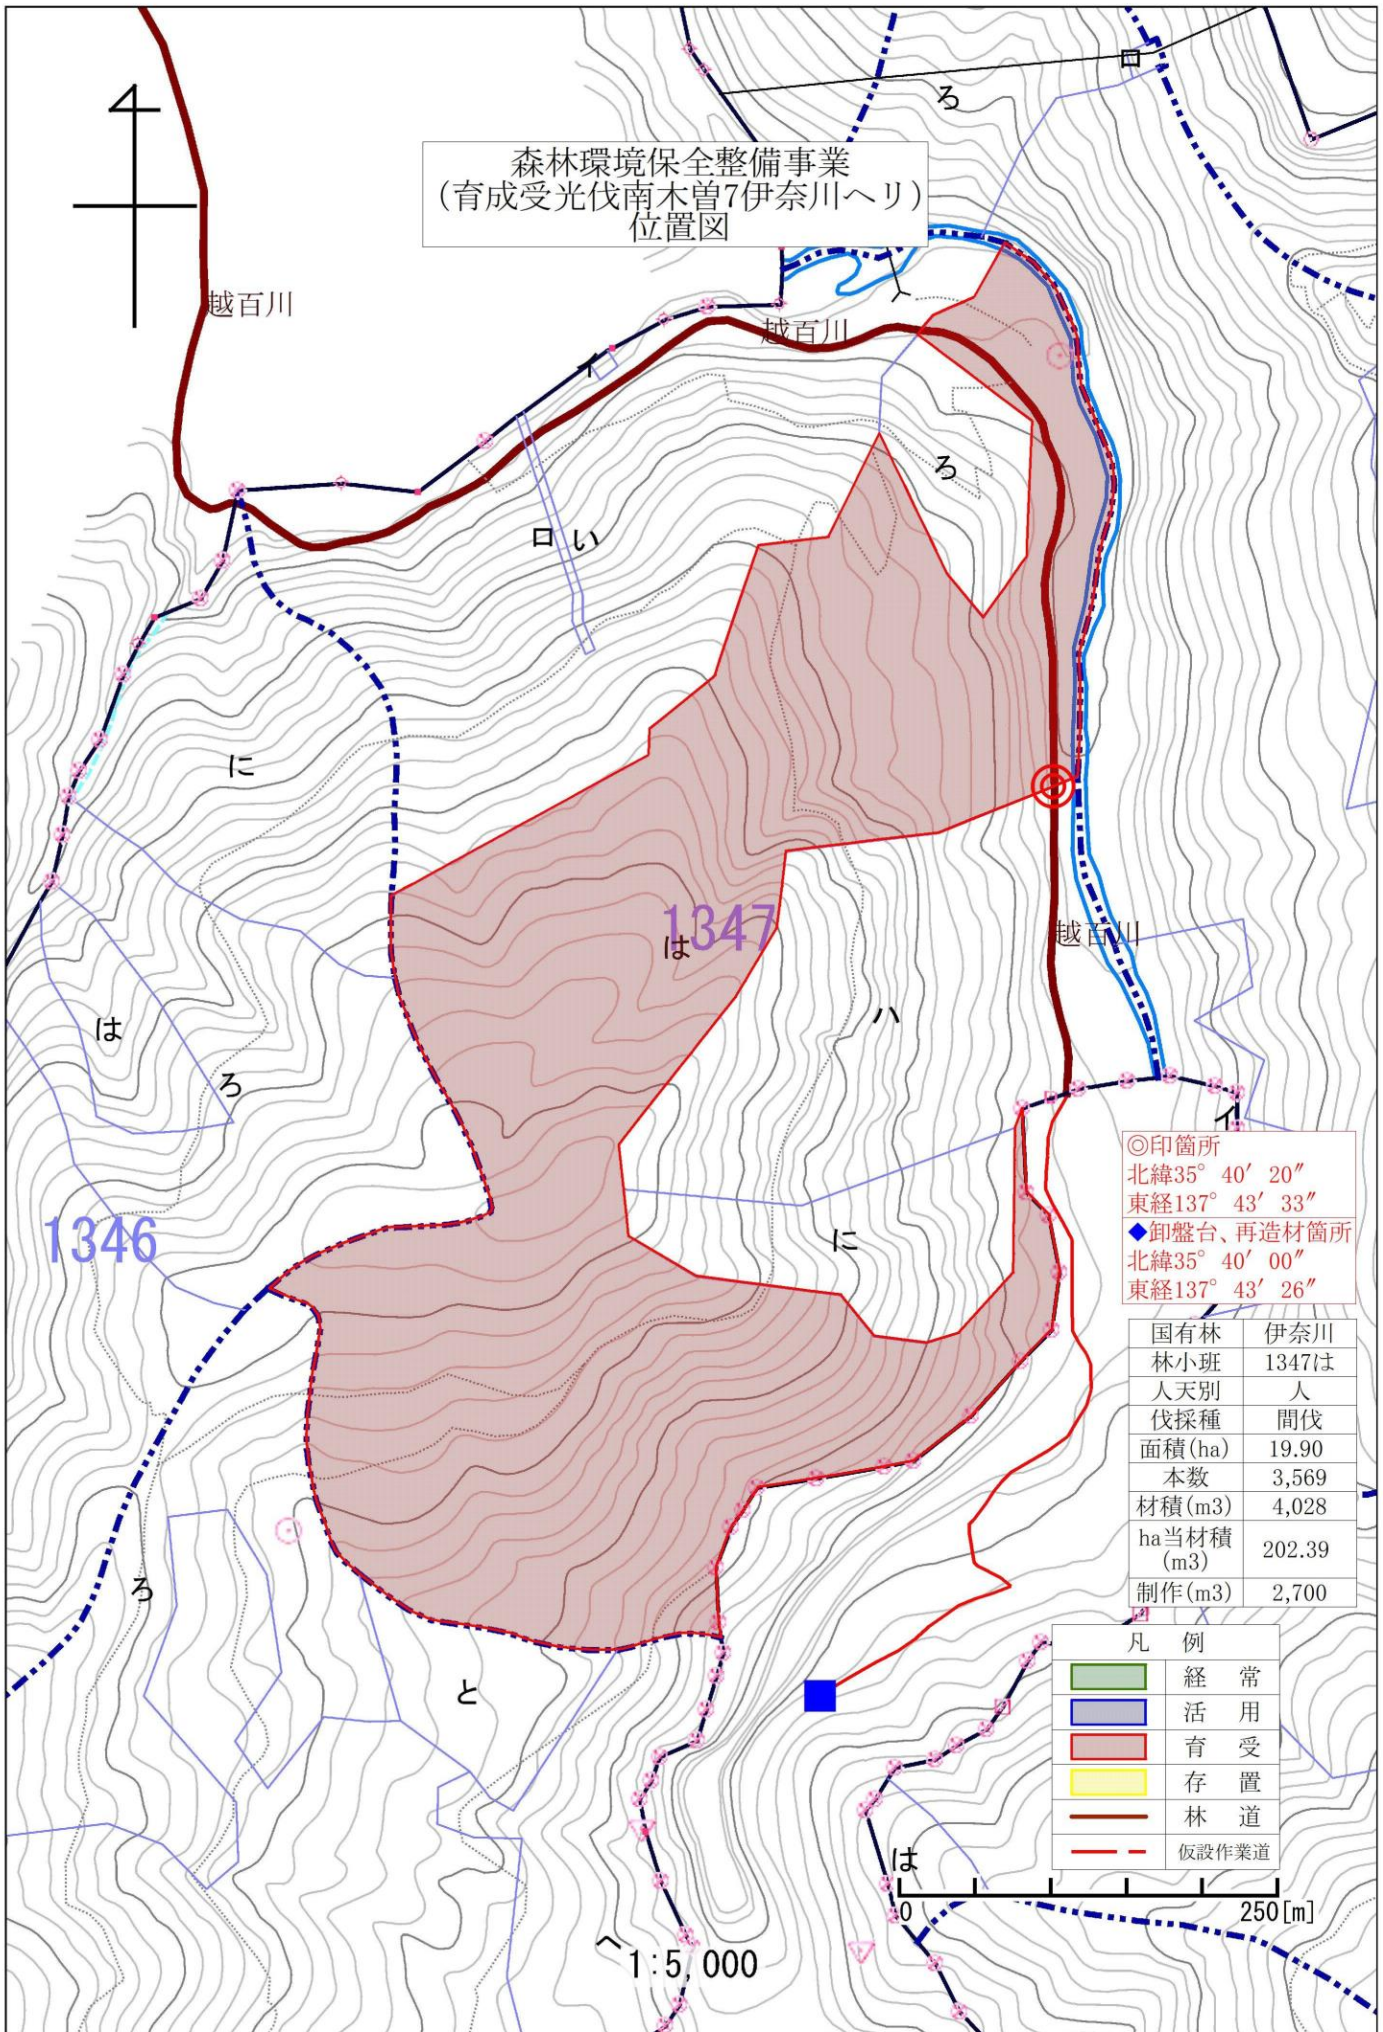 ロ
ろ
森林環境保全整備事業
(育成受光伐南木曽7伊奈川ヘリ)
位置図
越百川
越百川
イ
ろ
ロ い
に
1347
は
越百川
ハ
は
ろ
イ
◎印箇所
北緯35° 40′ 20″
東経137° 43′ 33″
◆卸盤台、再造材箇所
北緯35° 40′ 00″
東経137° 43′ 26″
1346
に
国有林 伊奈川
林小班 1347は
人天別 人
伐採種 間伐
面積(ha) 19.90
本数 3,569
材積(m3) 4,028
ha当材積(m3) 202.39
制作(m3) 2,700
ろ
と
凡 例
経 常
活 用
育 受
存 置
林 道
仮設作業道
は
0 250[m]
へ
1:5,000